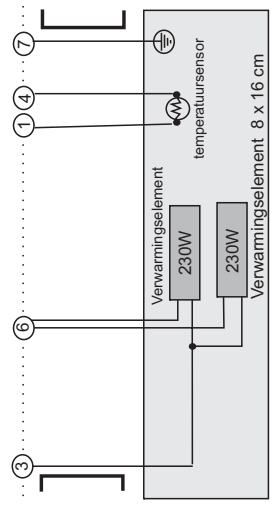 7
4
1
6
3
temperatuursensor
Verwarmingselement
230W
230W
Verwarmingselement 8 x 16 cm